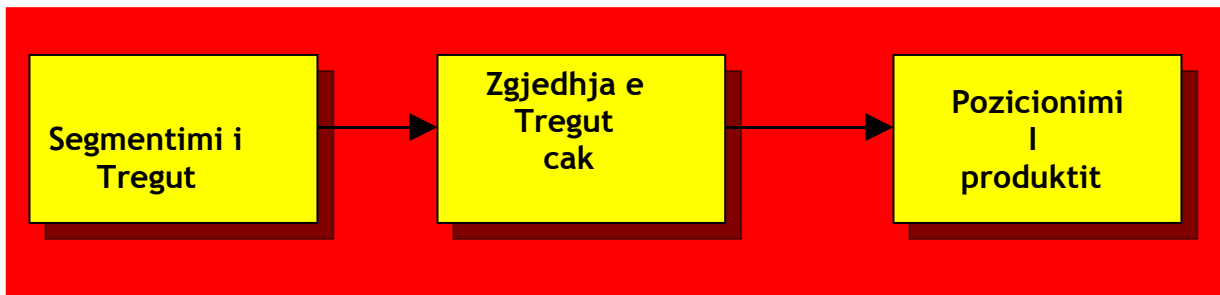 Segmentimi i
Tregut
Zgjedhja e
Tregut
cak
Pozicionimi
I
produktit